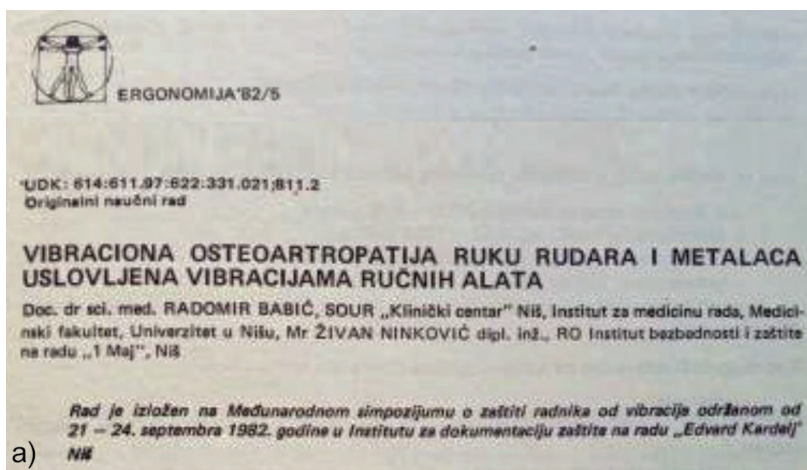 ERGONOMIJA'82/5
UDK: 614:611.97:622:331.021;811.2
Originalni naučni rad
VIBRACIONA OSTEOARTROPATIJA RUKU RUDARA I METALACA
USLOVLJENA VIBRACIJAMA RUČNIH ALATA
Doc. dr sci. med. RADOMIR BABIĆ, SOUR „Klinički centar” Niš, Institut za medicinu rada, Medici-
nski fakultet, Univerzitet u Nišu, Mr ŽIVAN NINKOVIĆ dipl. inž., RO Institut bezbednosti i zaštite
na radu „1 Maj”, Niš
Rad je izložen na Međunarodnom simpozijumu o zaštiti radnika od vibracija održanom od
21 – 24. septembra 1982. godine u Institutu za dokumentaciju zaštite na radu „Edvard Kardelj”
Niš
a)